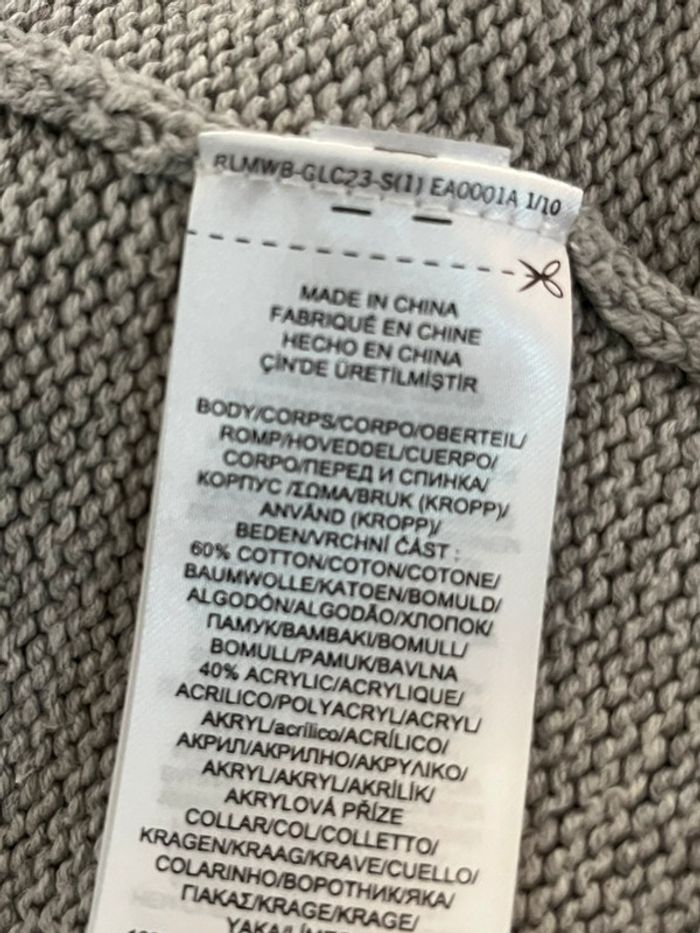 RLMWB-GLC23-S(1) EA0001A 1/10
MADE IN CHINA
FABRIQUÉ EN CHINE
HECHO EN CHINA
ÇİN'DE ÜRETİLMİŞTİR
BODY/CORPS/CORPO/OBERTEIL/
ROMP/HOVEDDEL/CUERPO/
CORPO/ПЕРЕД И СПИНКА/
КОРПУС /ΣΩΜΑ/BRUK (KROPP)/
ANVÄND (KROPP)/
BEDEN/VRCHNÍ ČÁST :
60% COTTON/COTON/COTONE/
BAUMWOLLE/KATOEN/BOMULD/
ALGODÓN/ALGODÃO/ХЛОПОК/
ПАМУК/BAMBAKI/BOMULL/
BOMULL/PAMUK/BAVLNA
40% ACRYLIC/ACRYLIQUE/
ACRILICO/POLYACRYL/ACRYL/
AKRYL/acrílico/ACRÍLICO/
АКРИЛ/АКРИЛНО/ΑΚΡΥΛΙΚΟ/
AKRYL/AKRYL/AKRİLİK/
AKRYLOVÁ PŘÍZE
COLLAR/COL/COLLETTO/
KRAGEN/KRAAG/KRAVE/CUELLO/
COLARINHO/ВОРОТНИК/ЯКА/
ΓΙΑΚΑΣ/KRAGE/KRAGE/